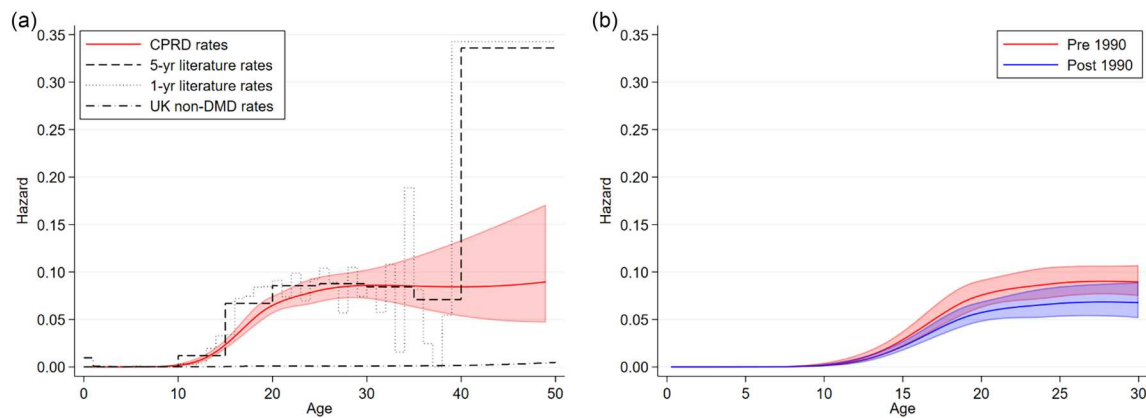 (a)
0.35
0.30
0.25
0.20
0.15
0.10
0.05
0.00
Hazard
CPRD rates
5-yr literature rates
1-yr literature rates
UK non-DMD rates
0 10 20 30 40 50
Age
(b)
0.35
0.30
0.25
0.20
0.15
0.10
0.05
0.00
Hazard
Pre 1990
Post 1990
0 5 10 15 20 25 30
Age